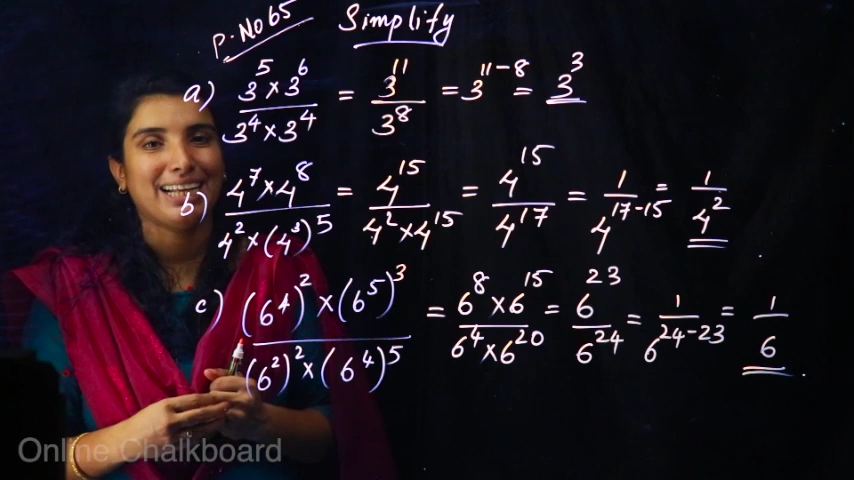 P.No 65 Simplify
a) (3^5 × 3^6)/(3^4 × 3^4) = 3^11/3^8 = 3^(11-8) = 3^3
b) (4^7 × 4^8)/(4^2 × (4^3)^5) = 4^15/(4^2 × 4^15) = 4^15/4^17 = 1/4^(17-15) = 1/4^2
c) ((6^4)^2 × (6^5)^3)/((6^2)^2 × (6^4)^5) = (6^8 × 6^15)/(6^4 × 6^20) = 6^23/6^24 = 1/6^(24-23) = 1/6
Online Chalkboard